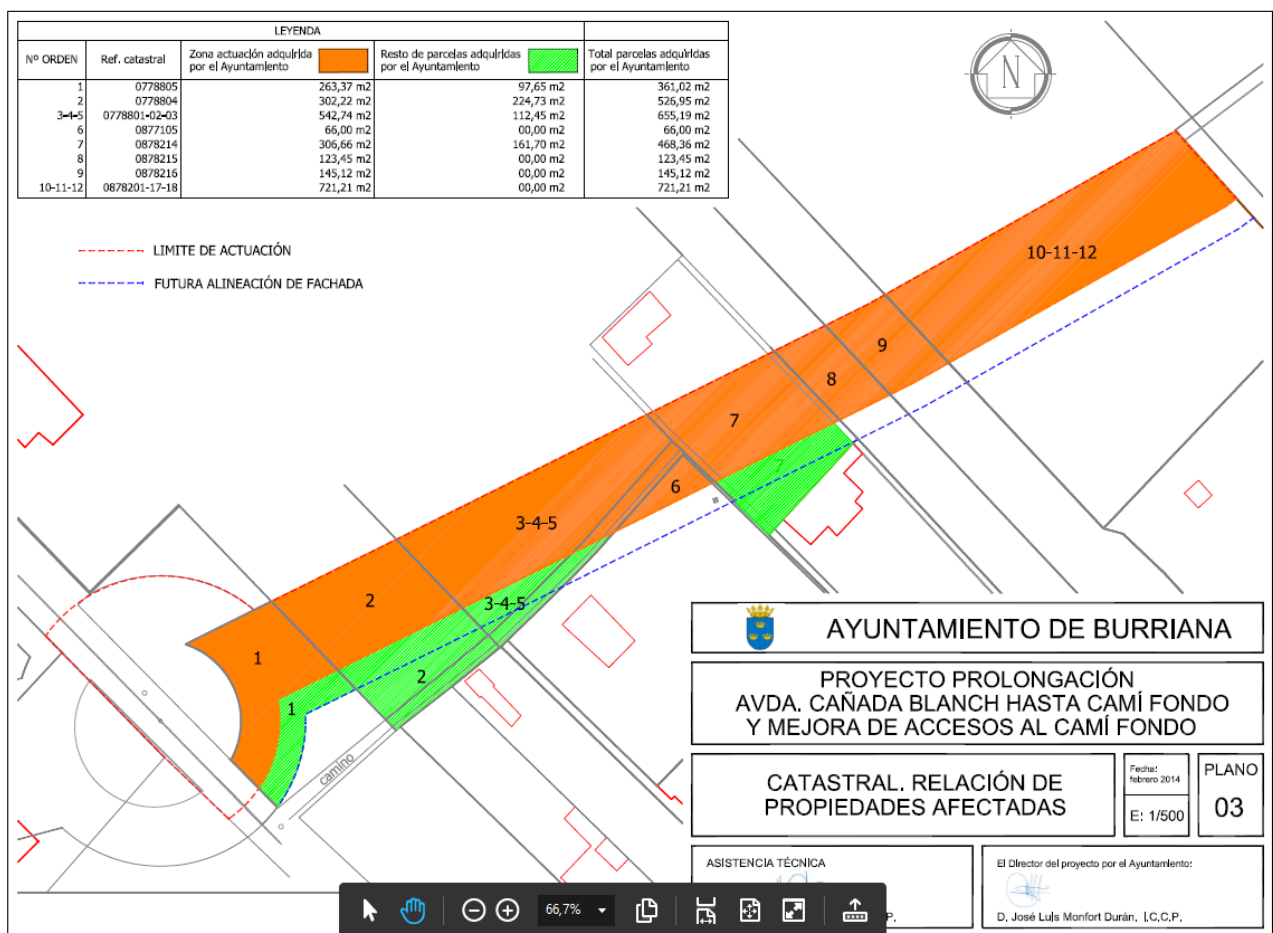 LEYENDA
Nº ORDEN Ref. catastral Zona actuación adquirida por el Ayuntamiento Resto de parcelas adquiridas por el Ayuntamiento Total parcelas adquiridas por el Ayuntamiento
1 0778805 263,37 m2 97,65 m2 361,02 m2
2 0778804 302,22 m2 224,73 m2 526,95 m2
3-4-5 0778801-02-03 542,74 m2 112,45 m2 655,19 m2
6 0877105 66,00 m2 00,00 m2 66,00 m2
7 0878214 306,66 m2 161,70 m2 468,36 m2
8 0878215 123,45 m2 00,00 m2 123,45 m2
9 0878216 145,12 m2 00,00 m2 145,12 m2
10-11-12 0878201-17-18 721,21 m2 00,00 m2 721,21 m2
N
LIMITE DE ACTUACIÓN
FUTURA ALINEACIÓN DE FACHADA
10-11-12
9
8
7
7
6
3-4-5
3-4-5
2
2
1
1
camino
AYUNTAMIENTO DE BURRIANA
PROYECTO PROLONGACIÓN
AVDA. CAÑADA BLANCH HASTA CAMÍ FONDO
Y MEJORA DE ACCESOS AL CAMÍ FONDO
CATASTRAL. RELACIÓN DE
PROPIEDADES AFECTADAS
Fecha:
febrero 2014
E: 1/500
PLANO
03
ASISTENCIA TÉCNICA
P.
El Director del proyecto por el Ayuntamiento:
D. José Luis Monfort Durán, I.C.C.P.
66,7%